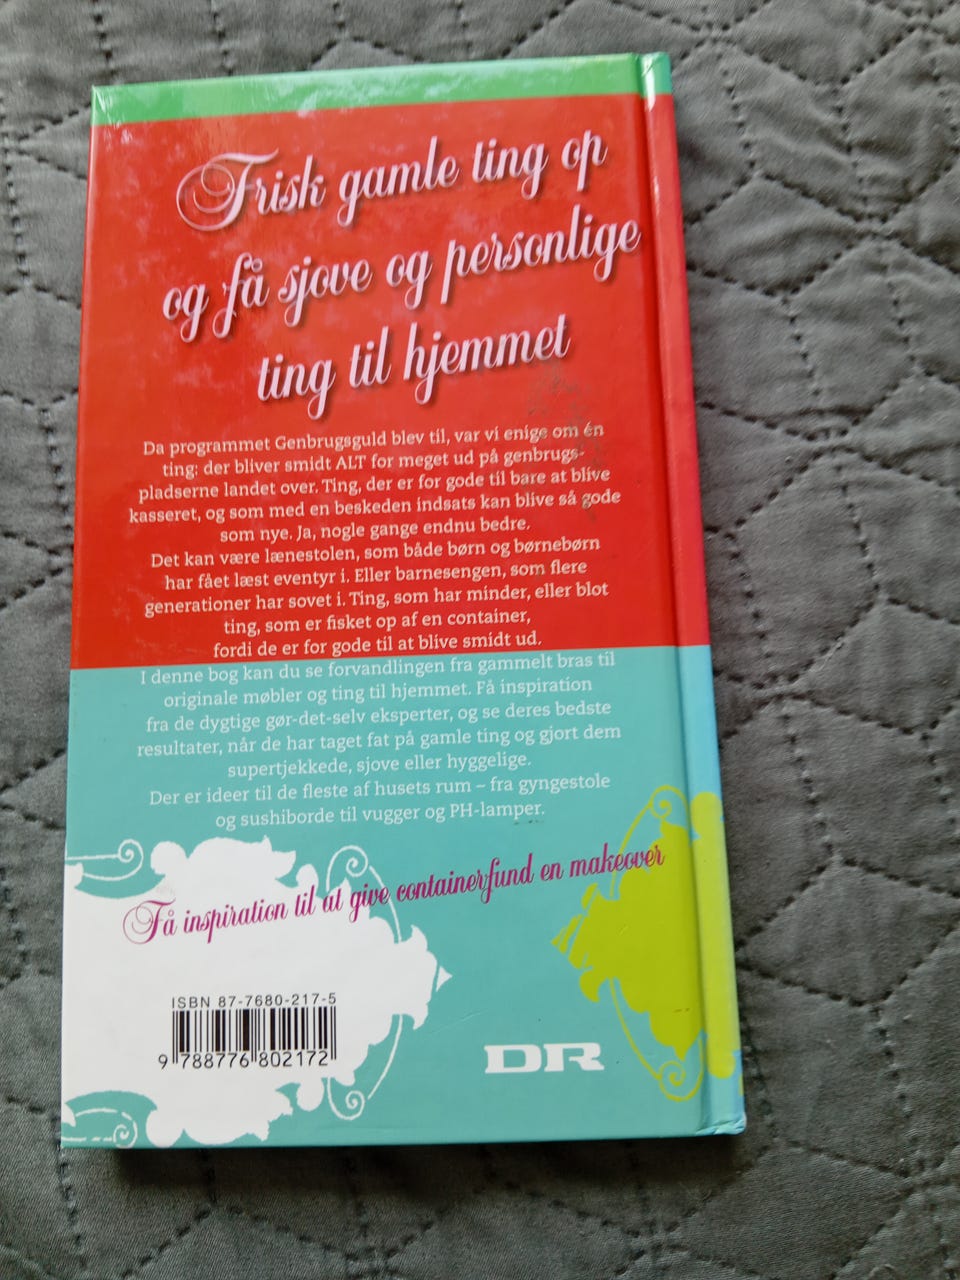 Frisk gamle ting op
og få sjove og personlige
ting til hjemmet
Da programmet Genbrugsguld blev til, var vi enige om én
ting: der bliver smidt ALT for meget ud på genbrugs-
pladserne landet over. Ting, der er for gode til bare at blive
kasseret, og som med en beskeden indsats kan blive så gode
som nye. Ja, nogle gange endnu bedre.
Det kan være lænestolen, som både børn og børnebørn
har fået læst eventyr i. Eller barnesengen, som flere
generationer har sovet i. Ting, som har minder, eller blot
ting, som er fisket op af en container,
fordi de er for gode til at blive smidt ud.
I denne bog kan du se forvandlingen fra gammelt bras til
originale møbler og ting til hjemmet. Få inspiration
fra de dygtige gør-det-selv eksperter, og se deres bedste
resultater, når de har taget fat på gamle ting og gjort dem
supertjekkede, sjove eller hyggelige.
Der er ideer til de fleste af husets rum – fra gyngestole
og sushiborde til vugger og PH-lamper.
Få inspiration til at give containerfund en makeover
ISBN 87-7680-217-5
9 788776 802172
DR